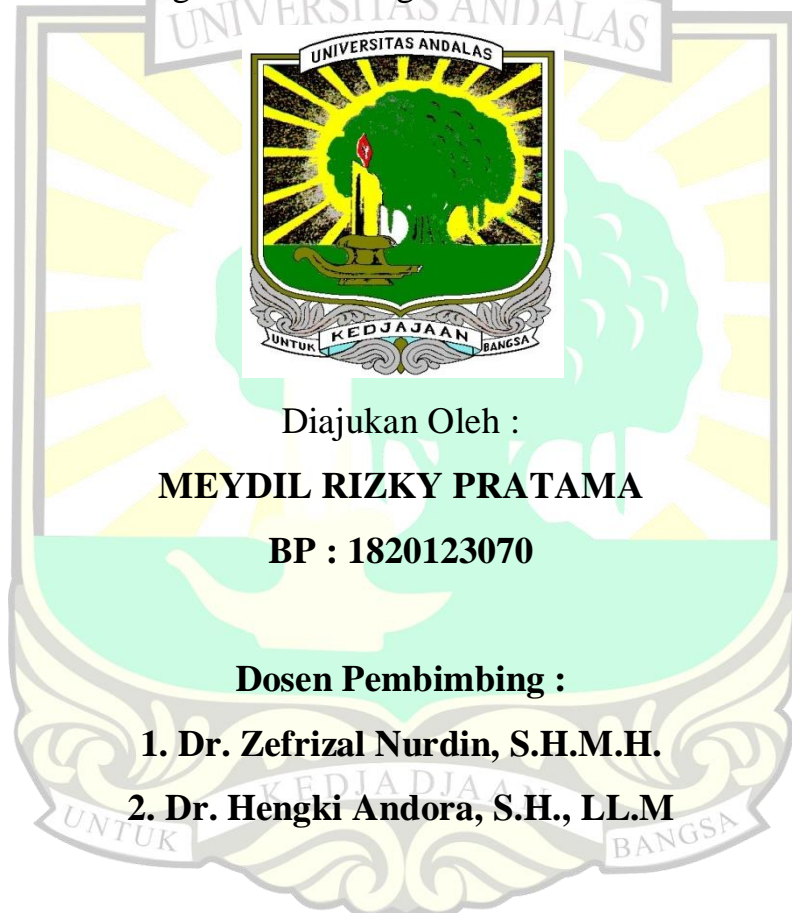 UNIVERSITAS ANDALAS
UNIVERSITAS ANDALAS
UNTUK KEDJAJAAN BANGSA
Diajukan Oleh :
MEYDIL RIZKY PRATAMA
BP : 1820123070
Dosen Pembimbing :
1. Dr. Zefrizal Nurdin, S.H.M.H.
2. Dr. Hengki Andora, S.H., LL.M
UNTUK KEDJADJAAN BANGSA